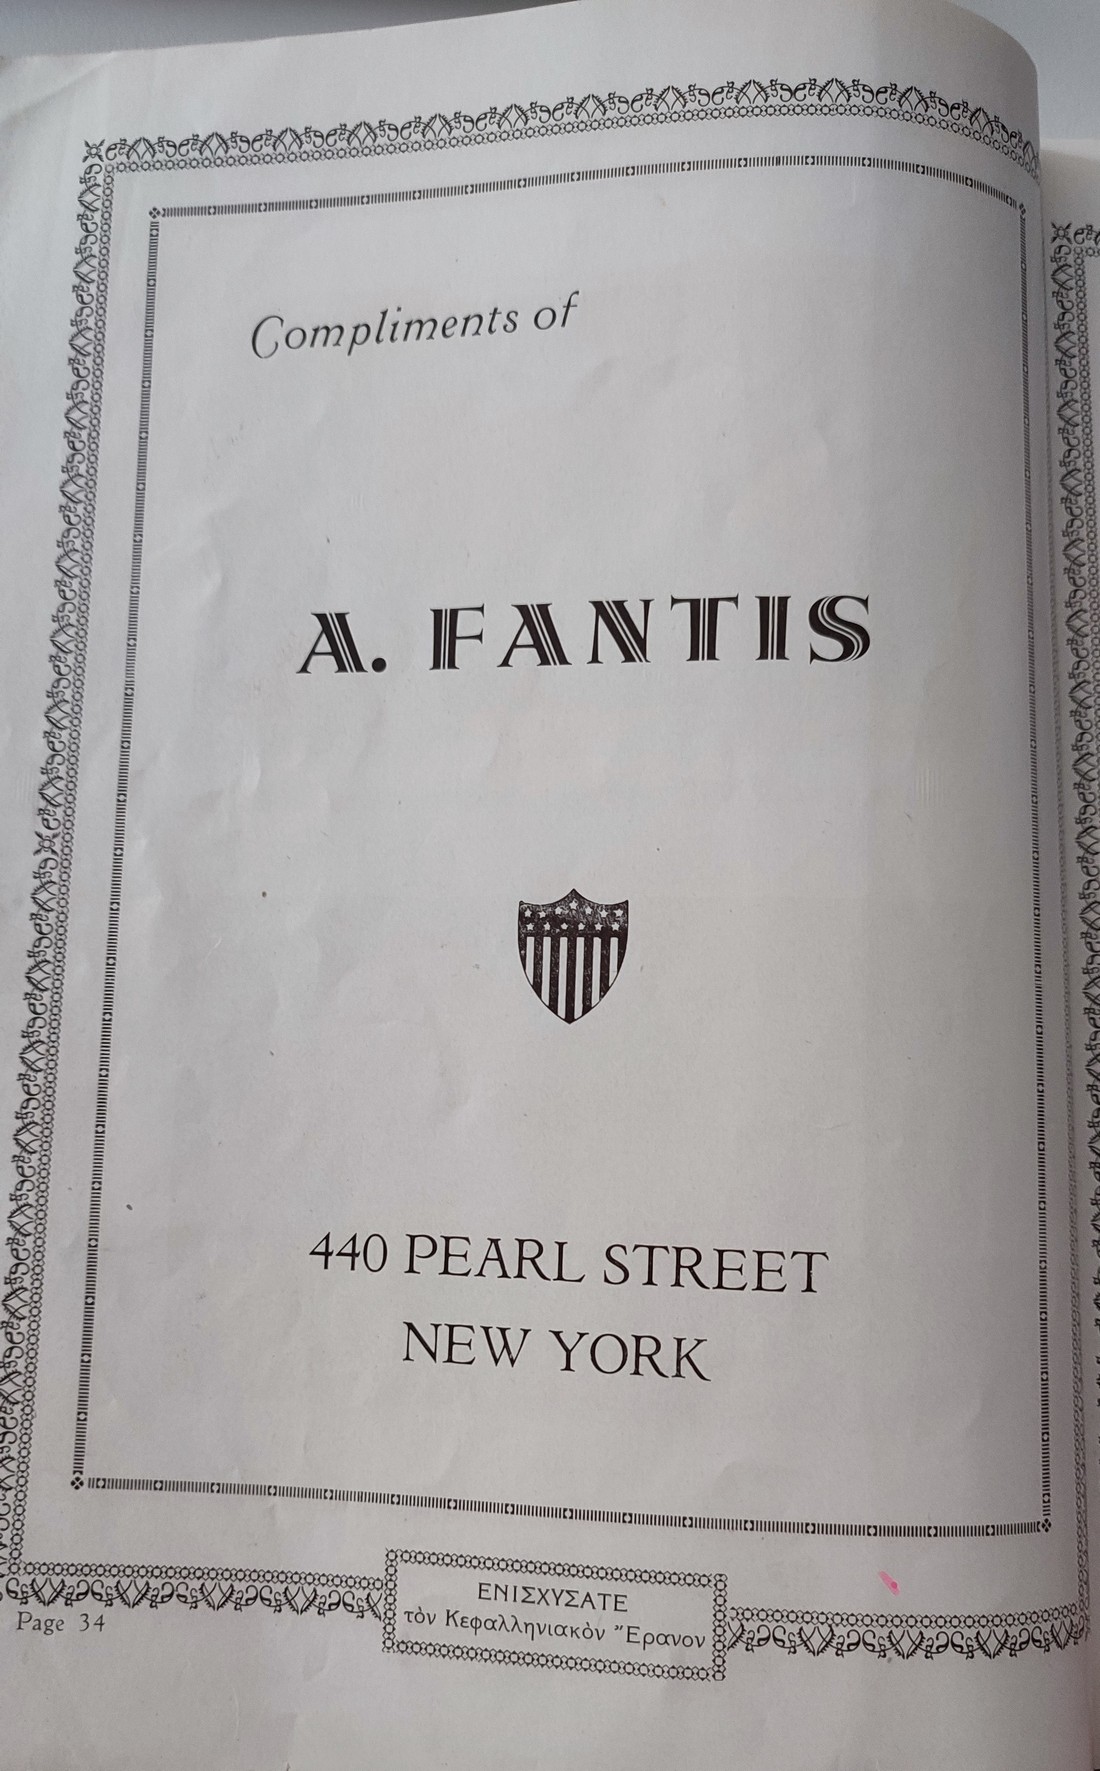 Compliments of
A. FANTIS
440 PEARL STREET
NEW YORK
ΕΝΙΣΧΥΣΑΤΕ
τὸν Κεφαλληνιακὸν Ἔρανον
Page 34